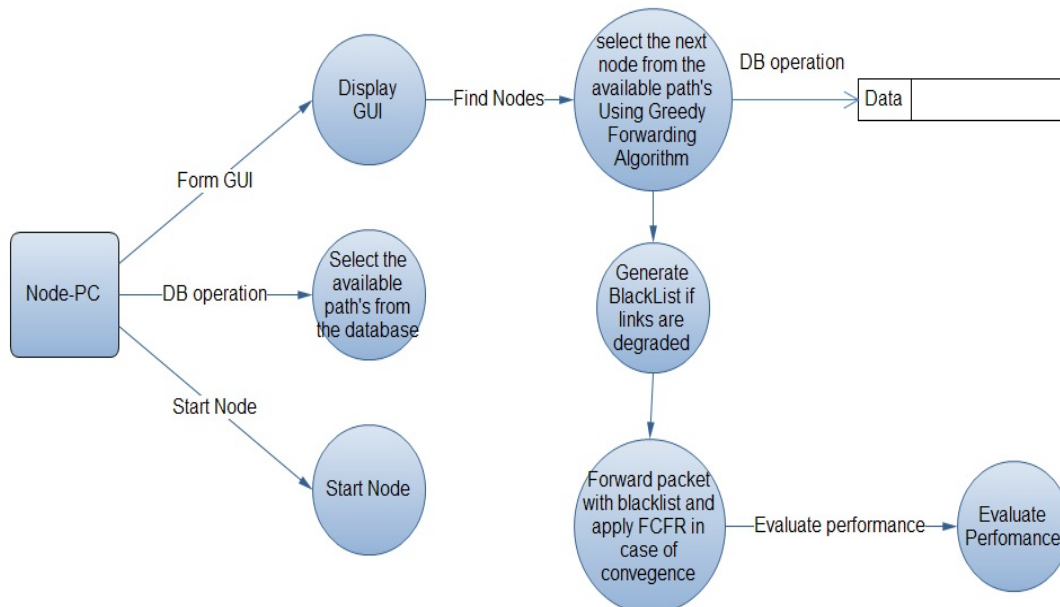 select the next
node from the
available path's
Using Greedy
Forwarding
Algorithm
DB operation
Data
Display
GUI
Find Nodes
Form GUI
Node-PC
DB operation
Select the
available
path's from
the database
Generate
BlackList if
links are
degraded
Start Node
Start Node
Forward packet
with blacklist and
apply FCFR in
case of
convegence
Evaluate performance
Evaluate
Perfomance